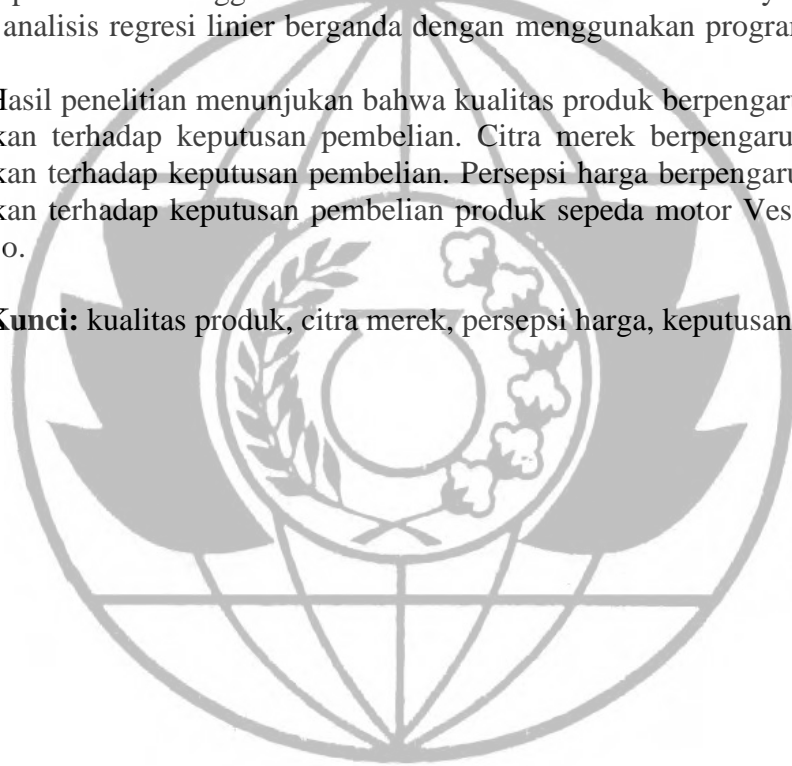 analisis regresi linier berganda dengan menggunakan program
Hasil penelitian menunjukan bahwa kualitas produk berpengaru
kan terhadap keputusan pembelian. Citra merek berpengaru
kan terhadap keputusan pembelian. Persepsi harga berpengaru
kan terhadap keputusan pembelian produk sepeda motor Ves
o.
Kunci: kualitas produk, citra merek, persepsi harga, keputusan